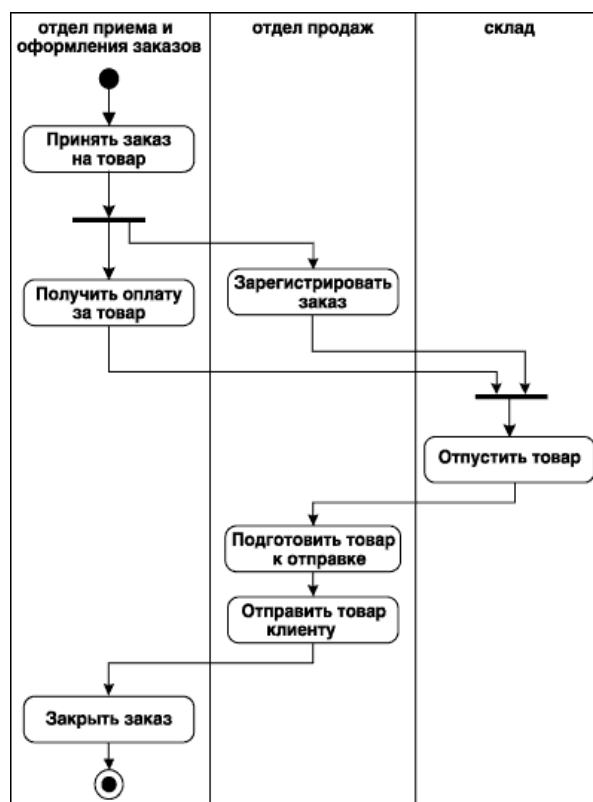 отдел приема и
оформления заказов
отдел продаж
склад
Принять заказ
на товар
Получить оплату
за товар
Зарегистрировать
заказ
Отпустить товар
Подготовить товар
к отправке
Отправить товар
клиенту
Закрыть заказ